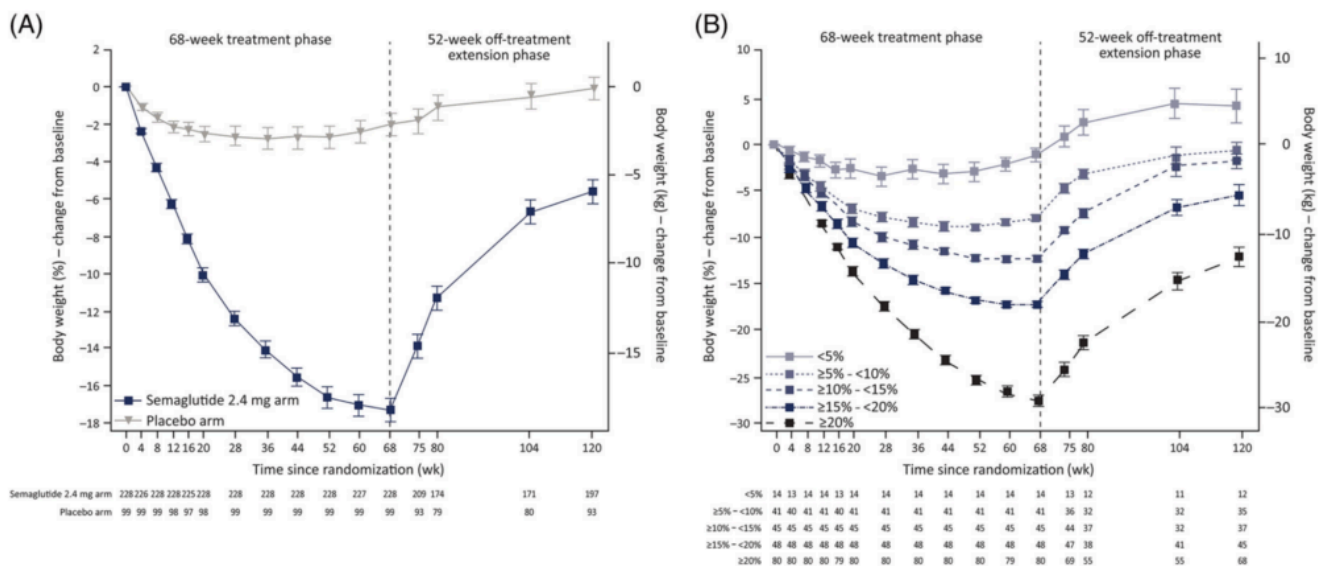 (A)
68-week treatment phase
52-week off-treatment
extension phase
Body weight (%) – change from baseline
2
0
−2
−4
−6
−8
−10
−12
−14
−16
−18
Body weight (kg) – change from baseline
0
−5
−10
−15
Semaglutide 2.4 mg arm
Placebo arm
0 4 8 12 16 20 28 36 44 52 60 68 75 80 104 120
Time since randomization (wk)
Semaglutide 2.4 mg arm 228 226 228 228 225 228 228 228 228 228 227 228 209 174 171 197
Placebo arm 99 99 99 98 97 98 99 99 99 99 99 99 93 79 80 93
(B)
68-week treatment phase
52-week off-treatment
extension phase
Body weight (%) – change from baseline
10
5
0
−5
−10
−15
−20
−25
−30
Body weight (kg) – change from baseline
10
0
−10
−20
−30
<5%
≥5% - <10%
≥10% - <15%
≥15% - <20%
≥20%
0 4 8 12 16 20 28 36 44 52 60 68 75 80 104 120
Time since randomization (wk)
<5% 14 13 14 14 13 14 14 14 14 14 14 14 13 12 11 12
≥5% – <10% 41 40 41 41 40 41 41 41 41 41 41 41 36 32 32 35
≥10% – <15% 45 45 45 45 45 45 45 45 45 45 45 45 44 37 32 37
≥15% – <20% 48 48 48 48 48 48 48 48 48 48 48 48 47 38 41 45
≥20% 80 80 80 80 79 80 80 80 80 80 79 80 69 55 55 68